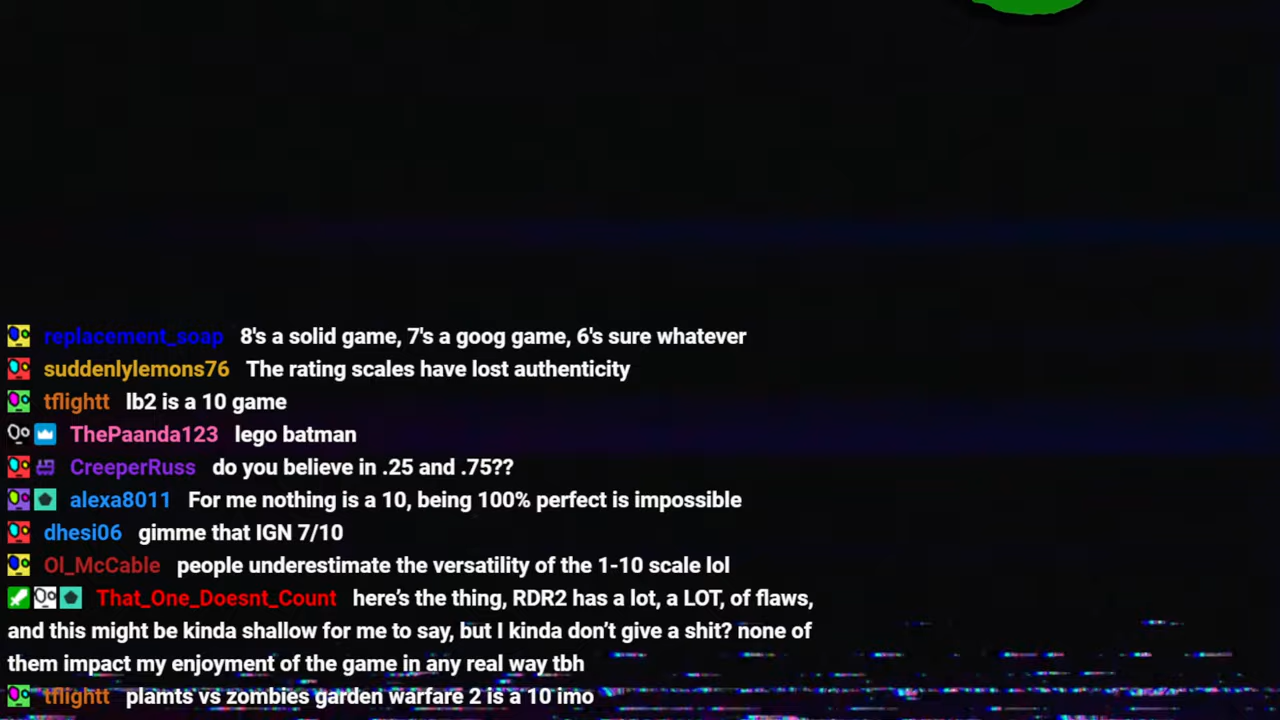 replacement_soap 8's a solid game, 7's a goog game, 6's sure whatever
suddenlylemons76 The rating scales have lost authenticity
tflightt lb2 is a 10 game
ThePaanda123 lego batman
CreeperRuss do you believe in .25 and .75??
alexa8011 For me nothing is a 10, being 100% perfect is impossible
dhesi06 gimme that IGN 7/10
Ol_McCable people underestimate the versatility of the 1-10 scale lol
That_One_Doesnt_Count here’s the thing, RDR2 has a lot, a LOT, of flaws,
and this might be kinda shallow for me to say, but I kinda don’t give a shit? none of
them impact my enjoyment of the game in any real way tbh
tflightt plamts vs zombies garden warfare 2 is a 10 imo